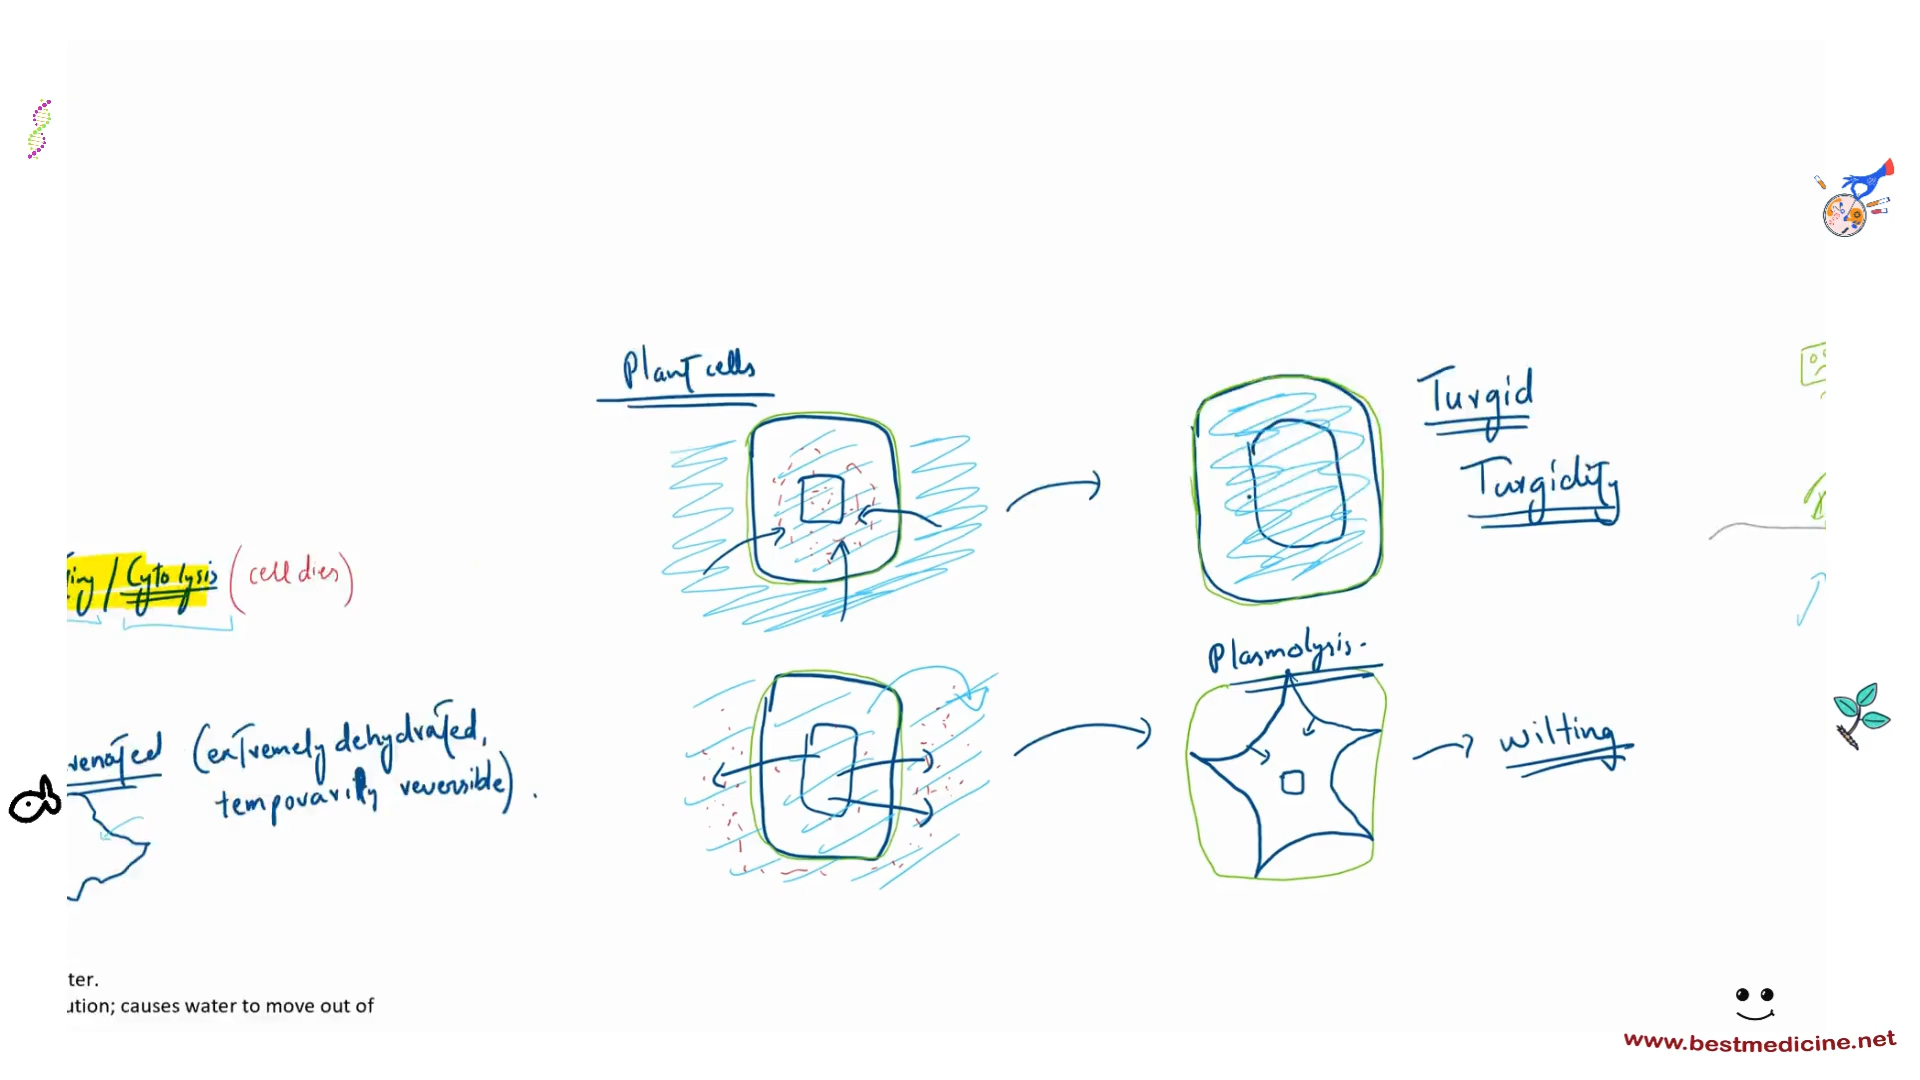 Plant cells
Turgid
Turgidity
/ Cytolysis (cell dies)
Plasmolysis.
(extremely dehydrated,
temporarily reversible).
wilting
ter.
ution; causes water to move out of
www.bestmedicine.net